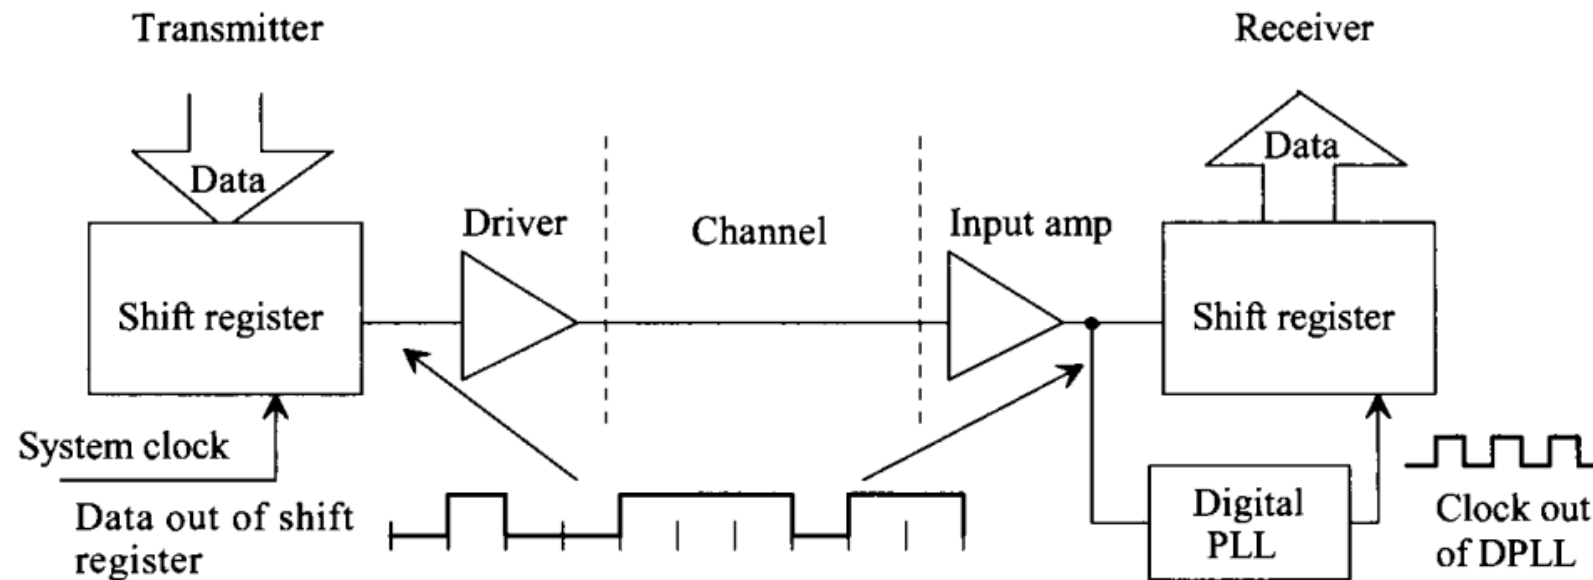 Transmitter
Receiver
Data
Data
Driver
Channel
Input amp
Shift register
Shift register
System clock
Data out of shift
register
Digital
PLL
Clock out
of DPLL